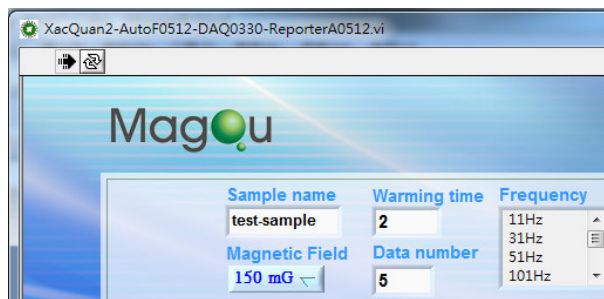 XacQuan2-AutoF0512-DAQ0330-ReporterA0512.vi
MagQu
Sample name
test-sample
Warming time
2
Frequency
11Hz
31Hz
51Hz
101Hz
Magnetic Field
150 mG
Data number
5